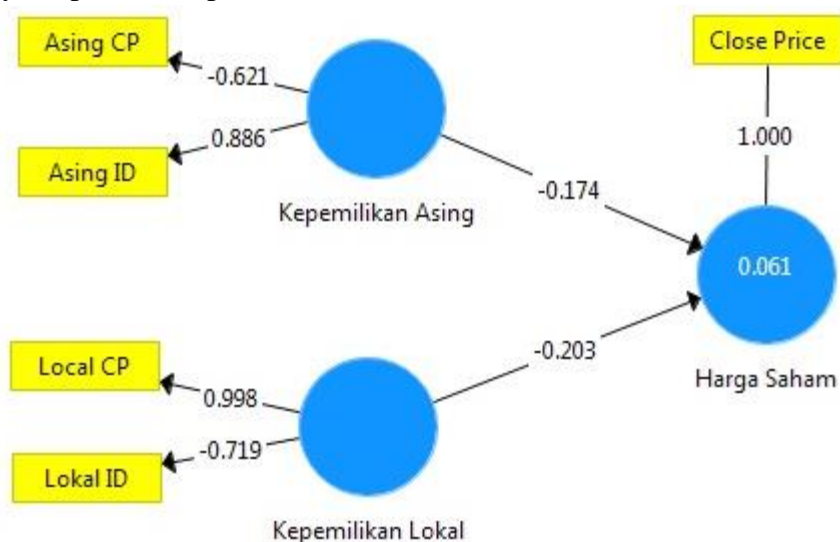 Asing CP
-0.621
0.886
Asing ID
Kepemilikan Asing
-0.174
Close Price
1.000
0.061
Harga Saham
-0.203
Local CP
0.998
-0.719
Lokal ID
Kepemilikan Lokal